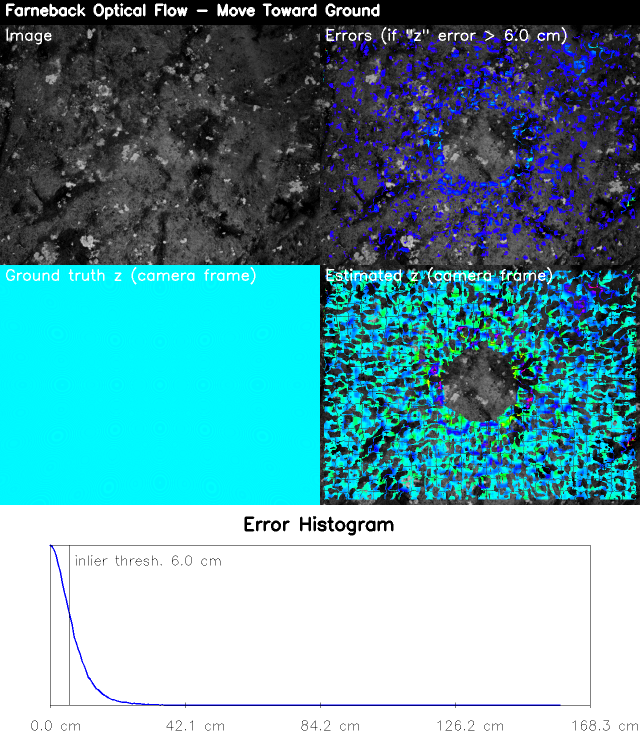 Farneback Optical Flow - Move Toward Ground
Image
Errors (if "z" error > 6.0 cm)
Ground truth z (camera frame)
Estimated z (camera frame)
Error Histogram
inlier thresh. 6.0 cm
0.0 cm
42.1 cm
84.2 cm
126.2 cm
168.3 cm